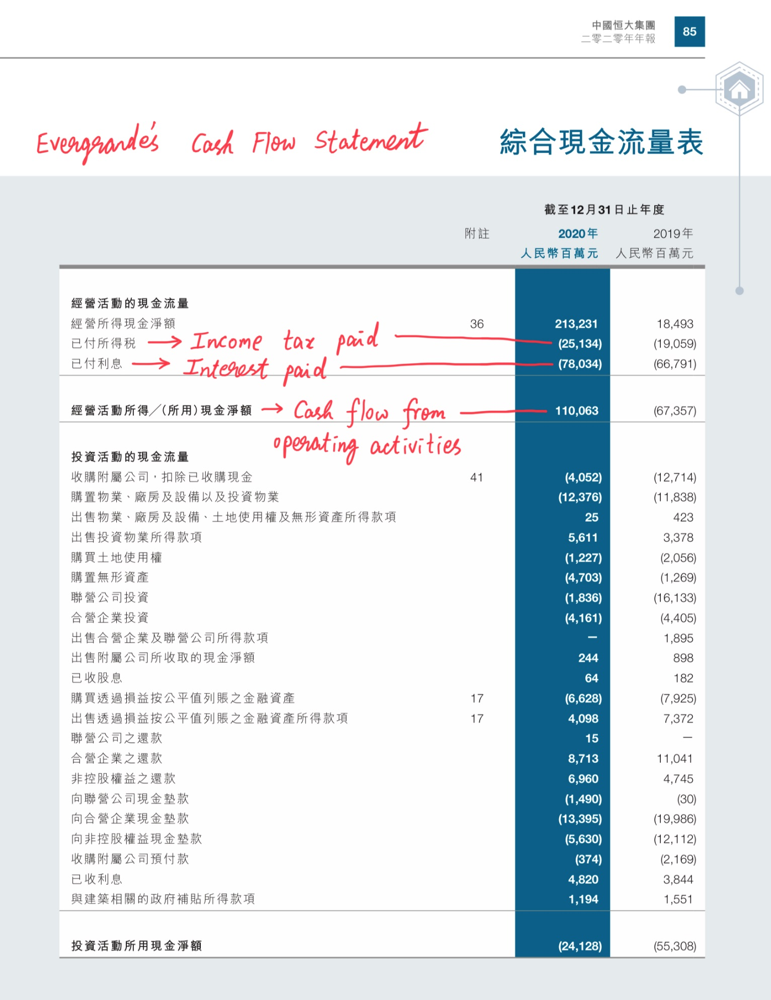 中國恒大集團
二零二零年年報
85
Evergrande's Cash Flow Statement
綜合現金流量表
截至12月31日止年度
附註 2020年 2019年
人民幣百萬元 人民幣百萬元
經營活動的現金流量
經營所得現金淨額 36 213,231 18,493
已付所得稅 → Income tax paid (25,134) (19,059)
已付利息 → Interest paid (78,034) (66,791)
經營活動所得╱(所用)現金淨額 → Cash flow from 110,063 (67,357)
operating activities
投資活動的現金流量
收購附屬公司，扣除已收購現金 41 (4,052) (12,714)
購置物業、廠房及設備以及投資物業 (12,376) (11,838)
出售物業、廠房及設備、土地使用權及無形資產所得款項 25 423
出售投資物業所得款項 5,611 3,378
購買土地使用權 (1,227) (2,056)
購置無形資產 (4,703) (1,269)
聯營公司投資 (1,836) (16,133)
合營企業投資 (4,161) (4,405)
出售合營企業及聯營公司所得款項 — 1,895
出售附屬公司所收取的現金淨額 244 898
已收股息 64 182
購買透過損益按公平值列賬之金融資產 17 (6,628) (7,925)
出售透過損益按公平值列賬之金融資產所得款項 17 4,098 7,372
聯營公司之還款 15 —
合營企業之還款 8,713 11,041
非控股權益之還款 6,960 4,745
向聯營公司現金墊款 (1,490) (30)
向合營企業現金墊款 (13,395) (19,986)
向非控股權益現金墊款 (5,630) (12,112)
收購附屬公司預付款 (374) (2,169)
已收利息 4,820 3,844
與建築相關的政府補貼所得款項 1,194 1,551
投資活動所用現金淨額 (24,128) (55,308)